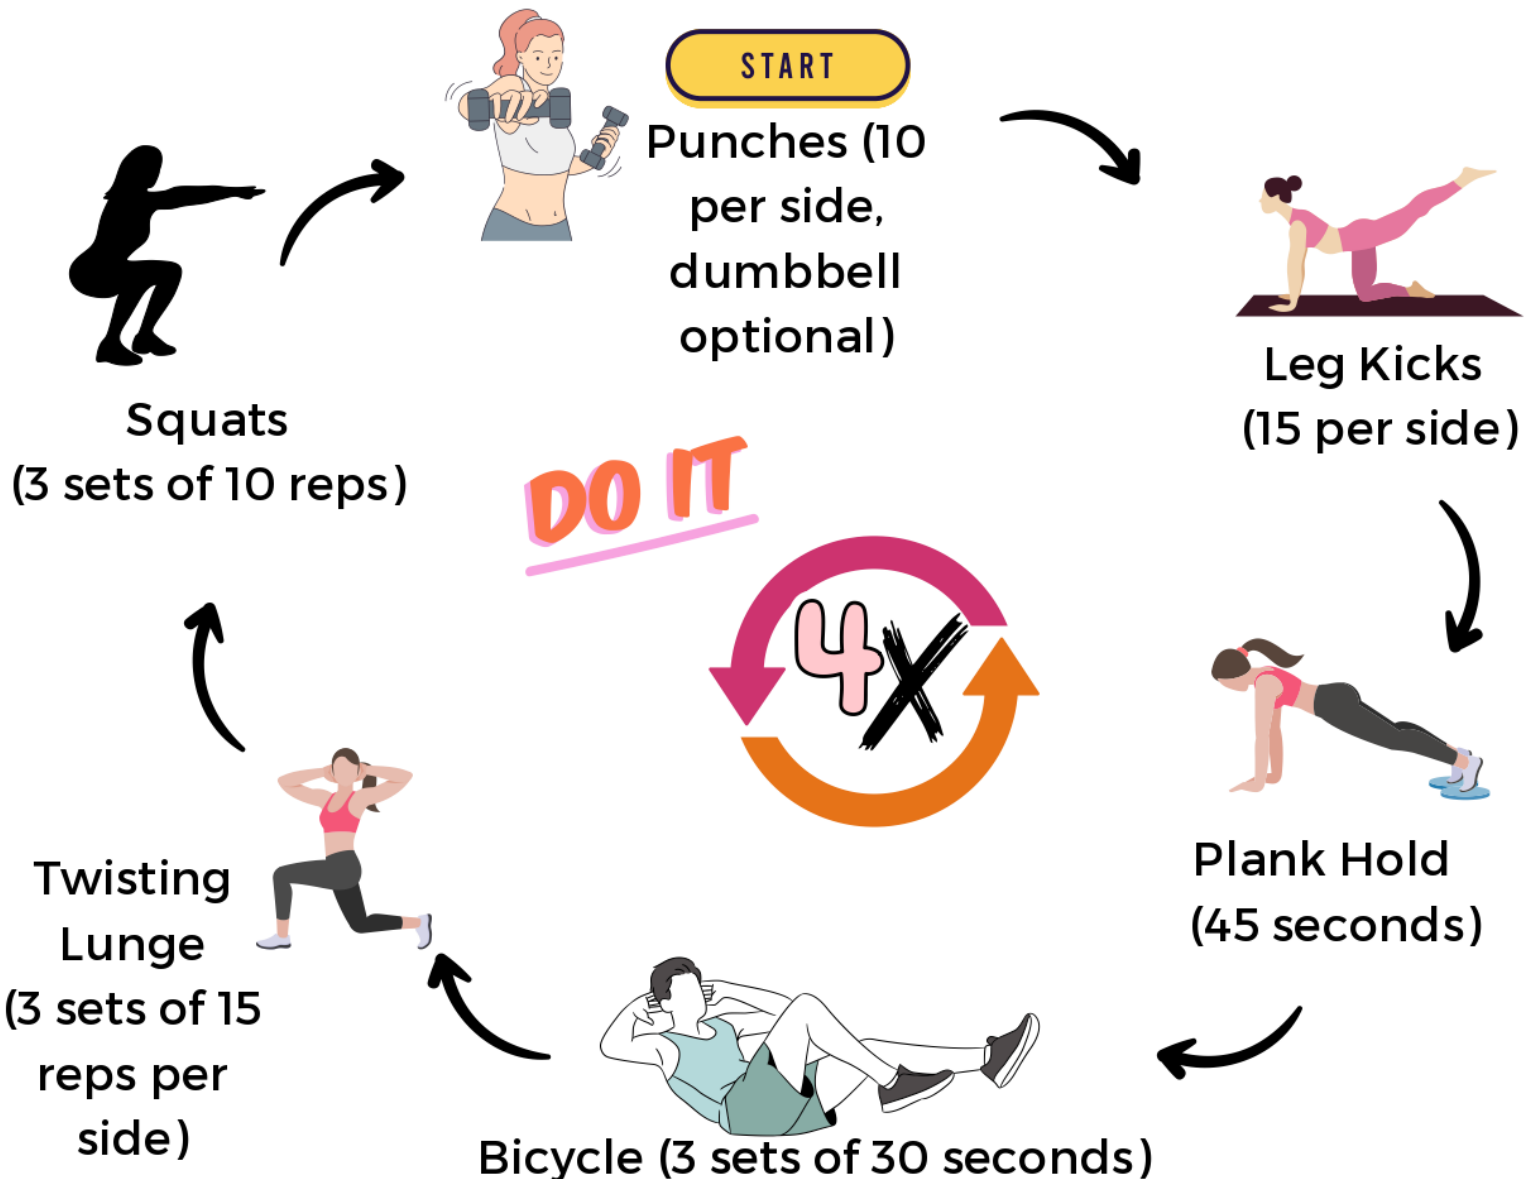 START
Punches (10
per side,
dumbbell
optional)
Leg Kicks
(15 per side)
Plank Hold
(45 seconds)
Bicycle (3 sets of 30 seconds)
Twisting
Lunge
(3 sets of 15
reps per
side)
Squats
(3 sets of 10 reps)
DO IT
4X